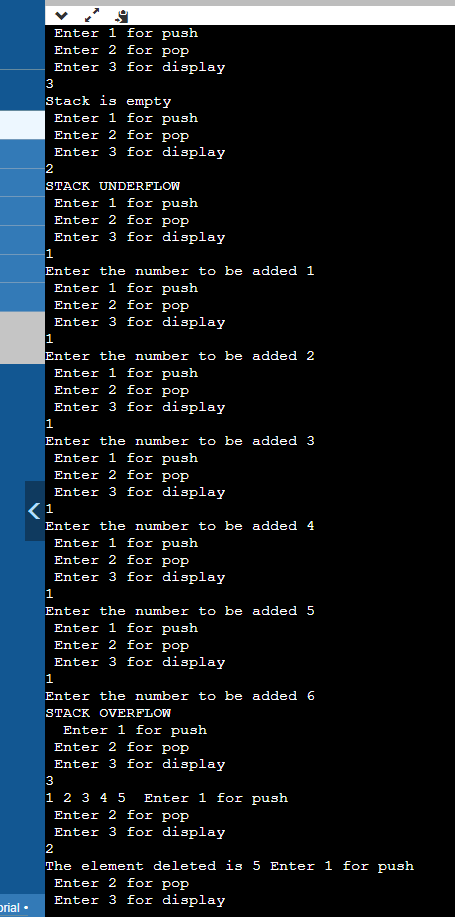 Enter 1 for push
Enter 2 for pop
Enter 3 for display
3
Stack is empty
Enter 1 for push
Enter 2 for pop
Enter 3 for display
2
STACK UNDERFLOW
Enter 1 for push
Enter 2 for pop
Enter 3 for display
1
Enter the number to be added 1
Enter 1 for push
Enter 2 for pop
Enter 3 for display
1
Enter the number to be added 2
Enter 1 for push
Enter 2 for pop
Enter 3 for display
1
Enter the number to be added 3
Enter 1 for push
Enter 2 for pop
Enter 3 for display
1
Enter the number to be added 4
Enter 1 for push
Enter 2 for pop
Enter 3 for display
1
Enter the number to be added 5
Enter 1 for push
Enter 2 for pop
Enter 3 for display
1
Enter the number to be added 6
STACK OVERFLOW
Enter 1 for push
Enter 2 for pop
Enter 3 for display
3
1 2 3 4 5  Enter 1 for push
Enter 2 for pop
Enter 3 for display
2
The element deleted is 5 Enter 1 for push
Enter 2 for pop
Enter 3 for display